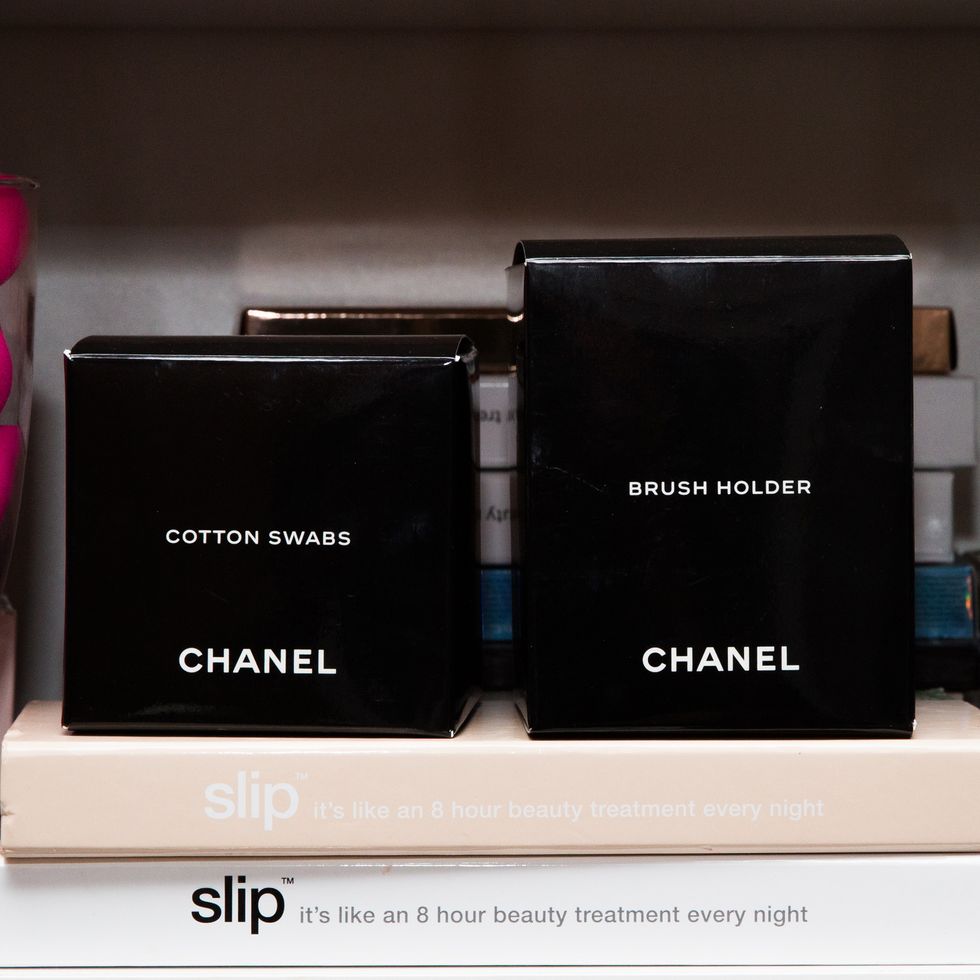 COTTON SWABS
CHANEL
BRUSH HOLDER
CHANEL
slip™ it's like an 8 hour beauty treatment every night
slip™ it's like an 8 hour beauty treatment every night